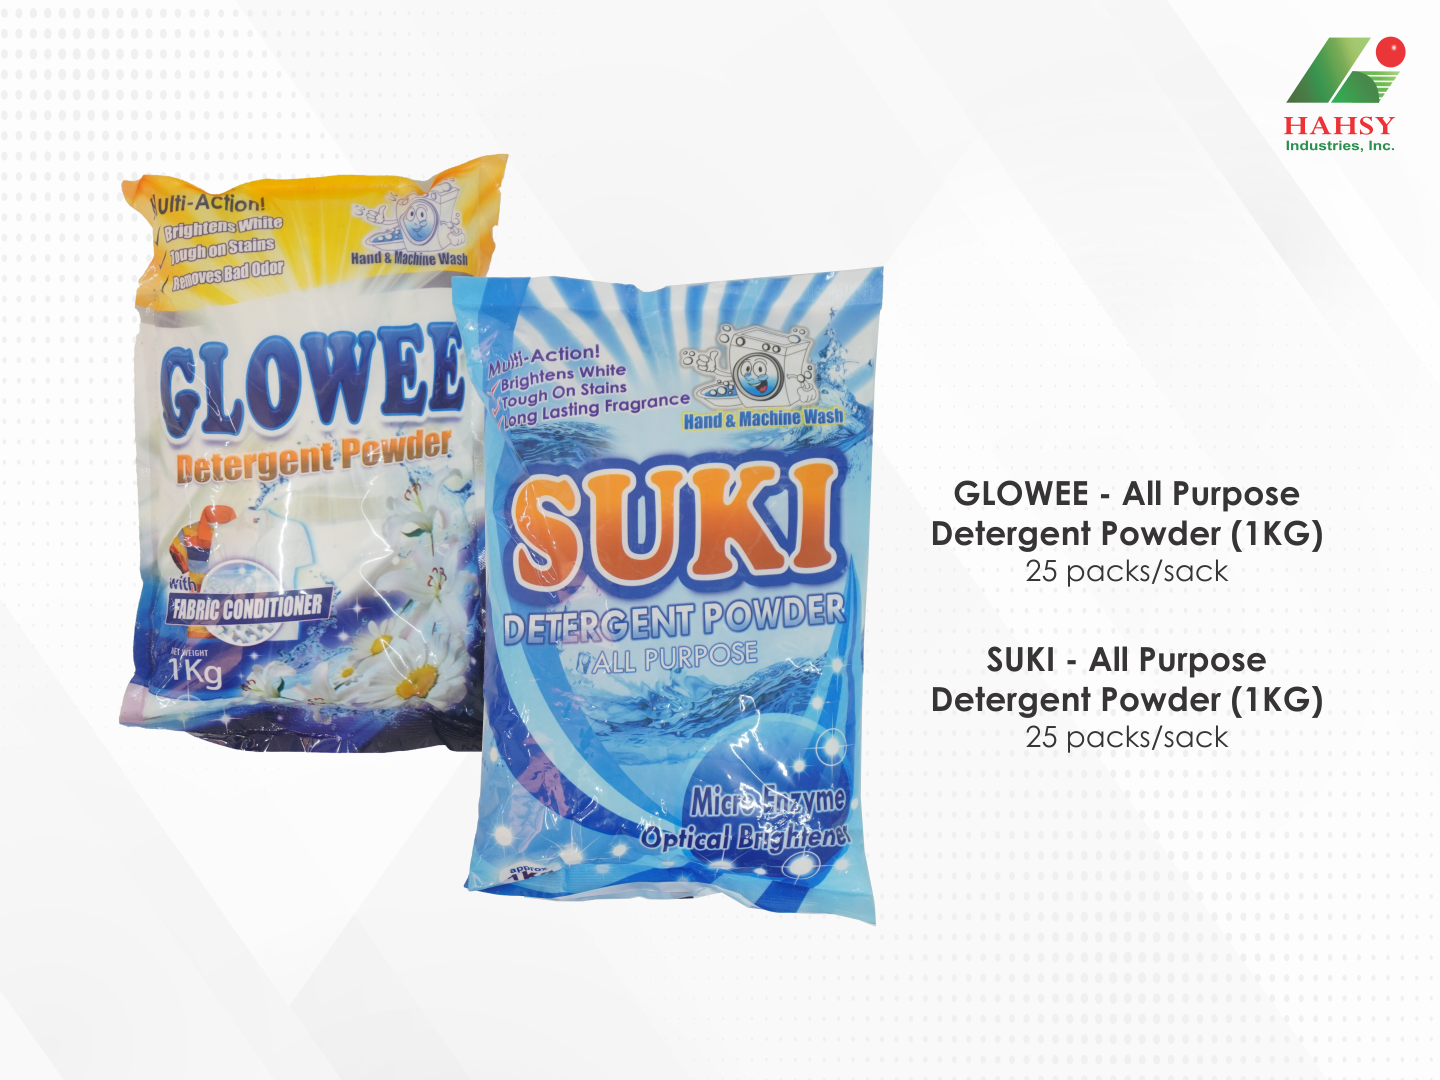 HAHSY
Industries, Inc.
Multi-Action!
Brightens White
Tough on Stains
Removes Bad Odor
Hand & Machine Wash
GLOWEE
Detergent Powder
with
FABRIC CONDITIONER
NET WEIGHT
1Kg
Multi-Action!
Brightens White
Tough On Stains
Long Lasting Fragrance
Hand & Machine Wash
SUKI
DETERGENT POWDER
ALL PURPOSE
Micro Enzyme
Optical Brightener
approx.
GLOWEE - All Purpose
Detergent Powder (1KG)
25 packs/sack
SUKI - All Purpose
Detergent Powder (1KG)
25 packs/sack